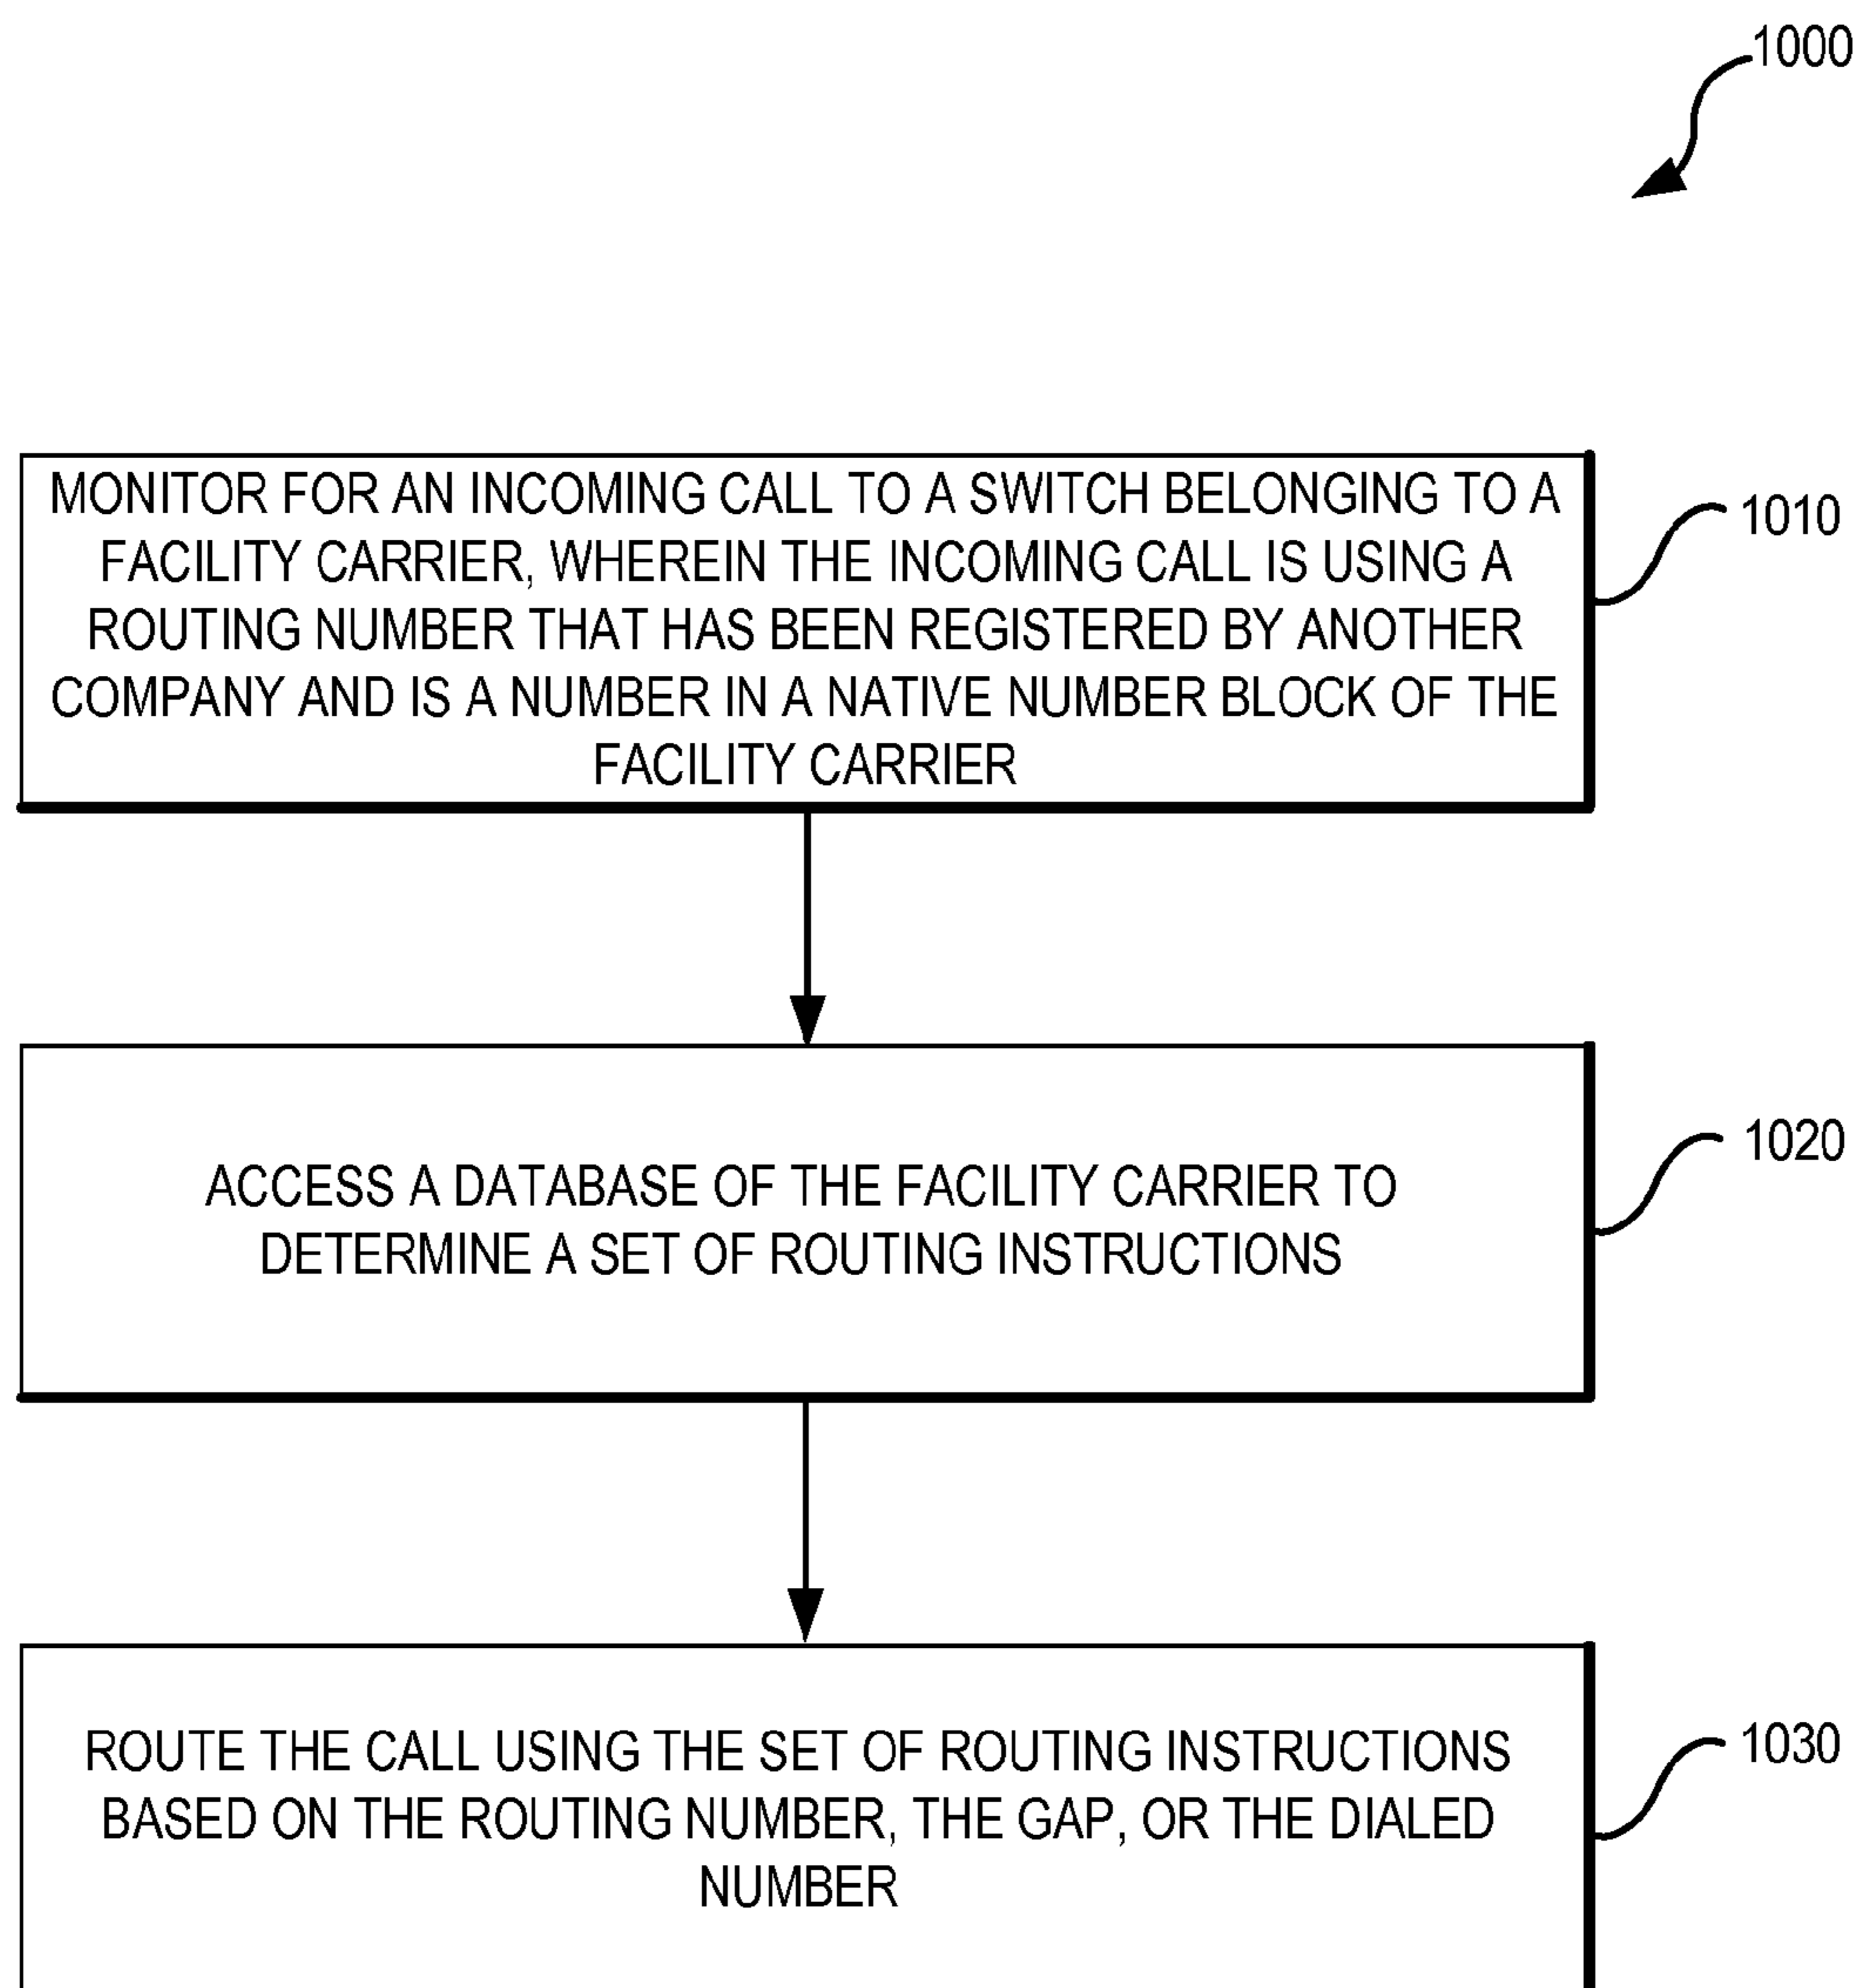 1000
MONITOR FOR AN INCOMING CALL TO A SWITCH BELONGING TO A
FACILITY CARRIER, WHEREIN THE INCOMING CALL IS USING A
ROUTING NUMBER THAT HAS BEEN REGISTERED BY ANOTHER
COMPANY AND IS A NUMBER IN A NATIVE NUMBER BLOCK OF THE
FACILITY CARRIER
1010
ACCESS A DATABASE OF THE FACILITY CARRIER TO
DETERMINE A SET OF ROUTING INSTRUCTIONS
1020
ROUTE THE CALL USING THE SET OF ROUTING INSTRUCTIONS
BASED ON THE ROUTING NUMBER, THE GAP, OR THE DIALED
NUMBER
1030